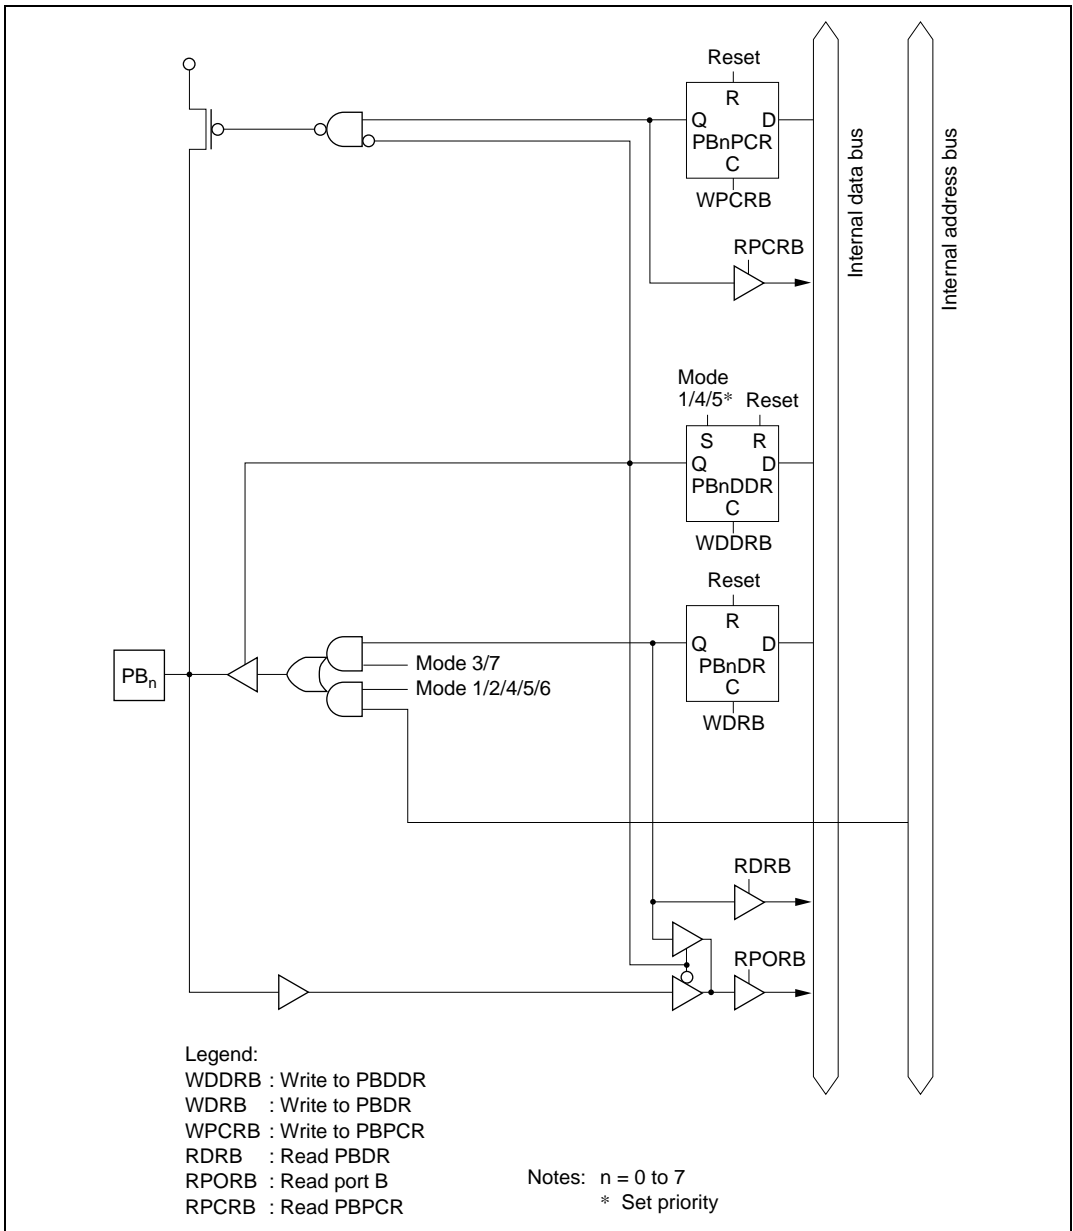 Reset
R
Q D
PBnPCR
C
WPCRB
RPCRB
Internal data bus
Internal address bus
Mode
1/4/5* Reset
S R
Q D
PBnDDR
C
WDDRB
Reset
R
Q D
PBnDR
C
WDRB
Mode 3/7
Mode 1/2/4/5/6
PBn
RDRB
RPORB
Legend:
WDDRB : Write to PBDDR
WDRB : Write to PBDR
WPCRB : Write to PBPCR
RDRB : Read PBDR
RPORB : Read port B
RPCRB : Read PBPCR
Notes: n = 0 to 7
* Set priority